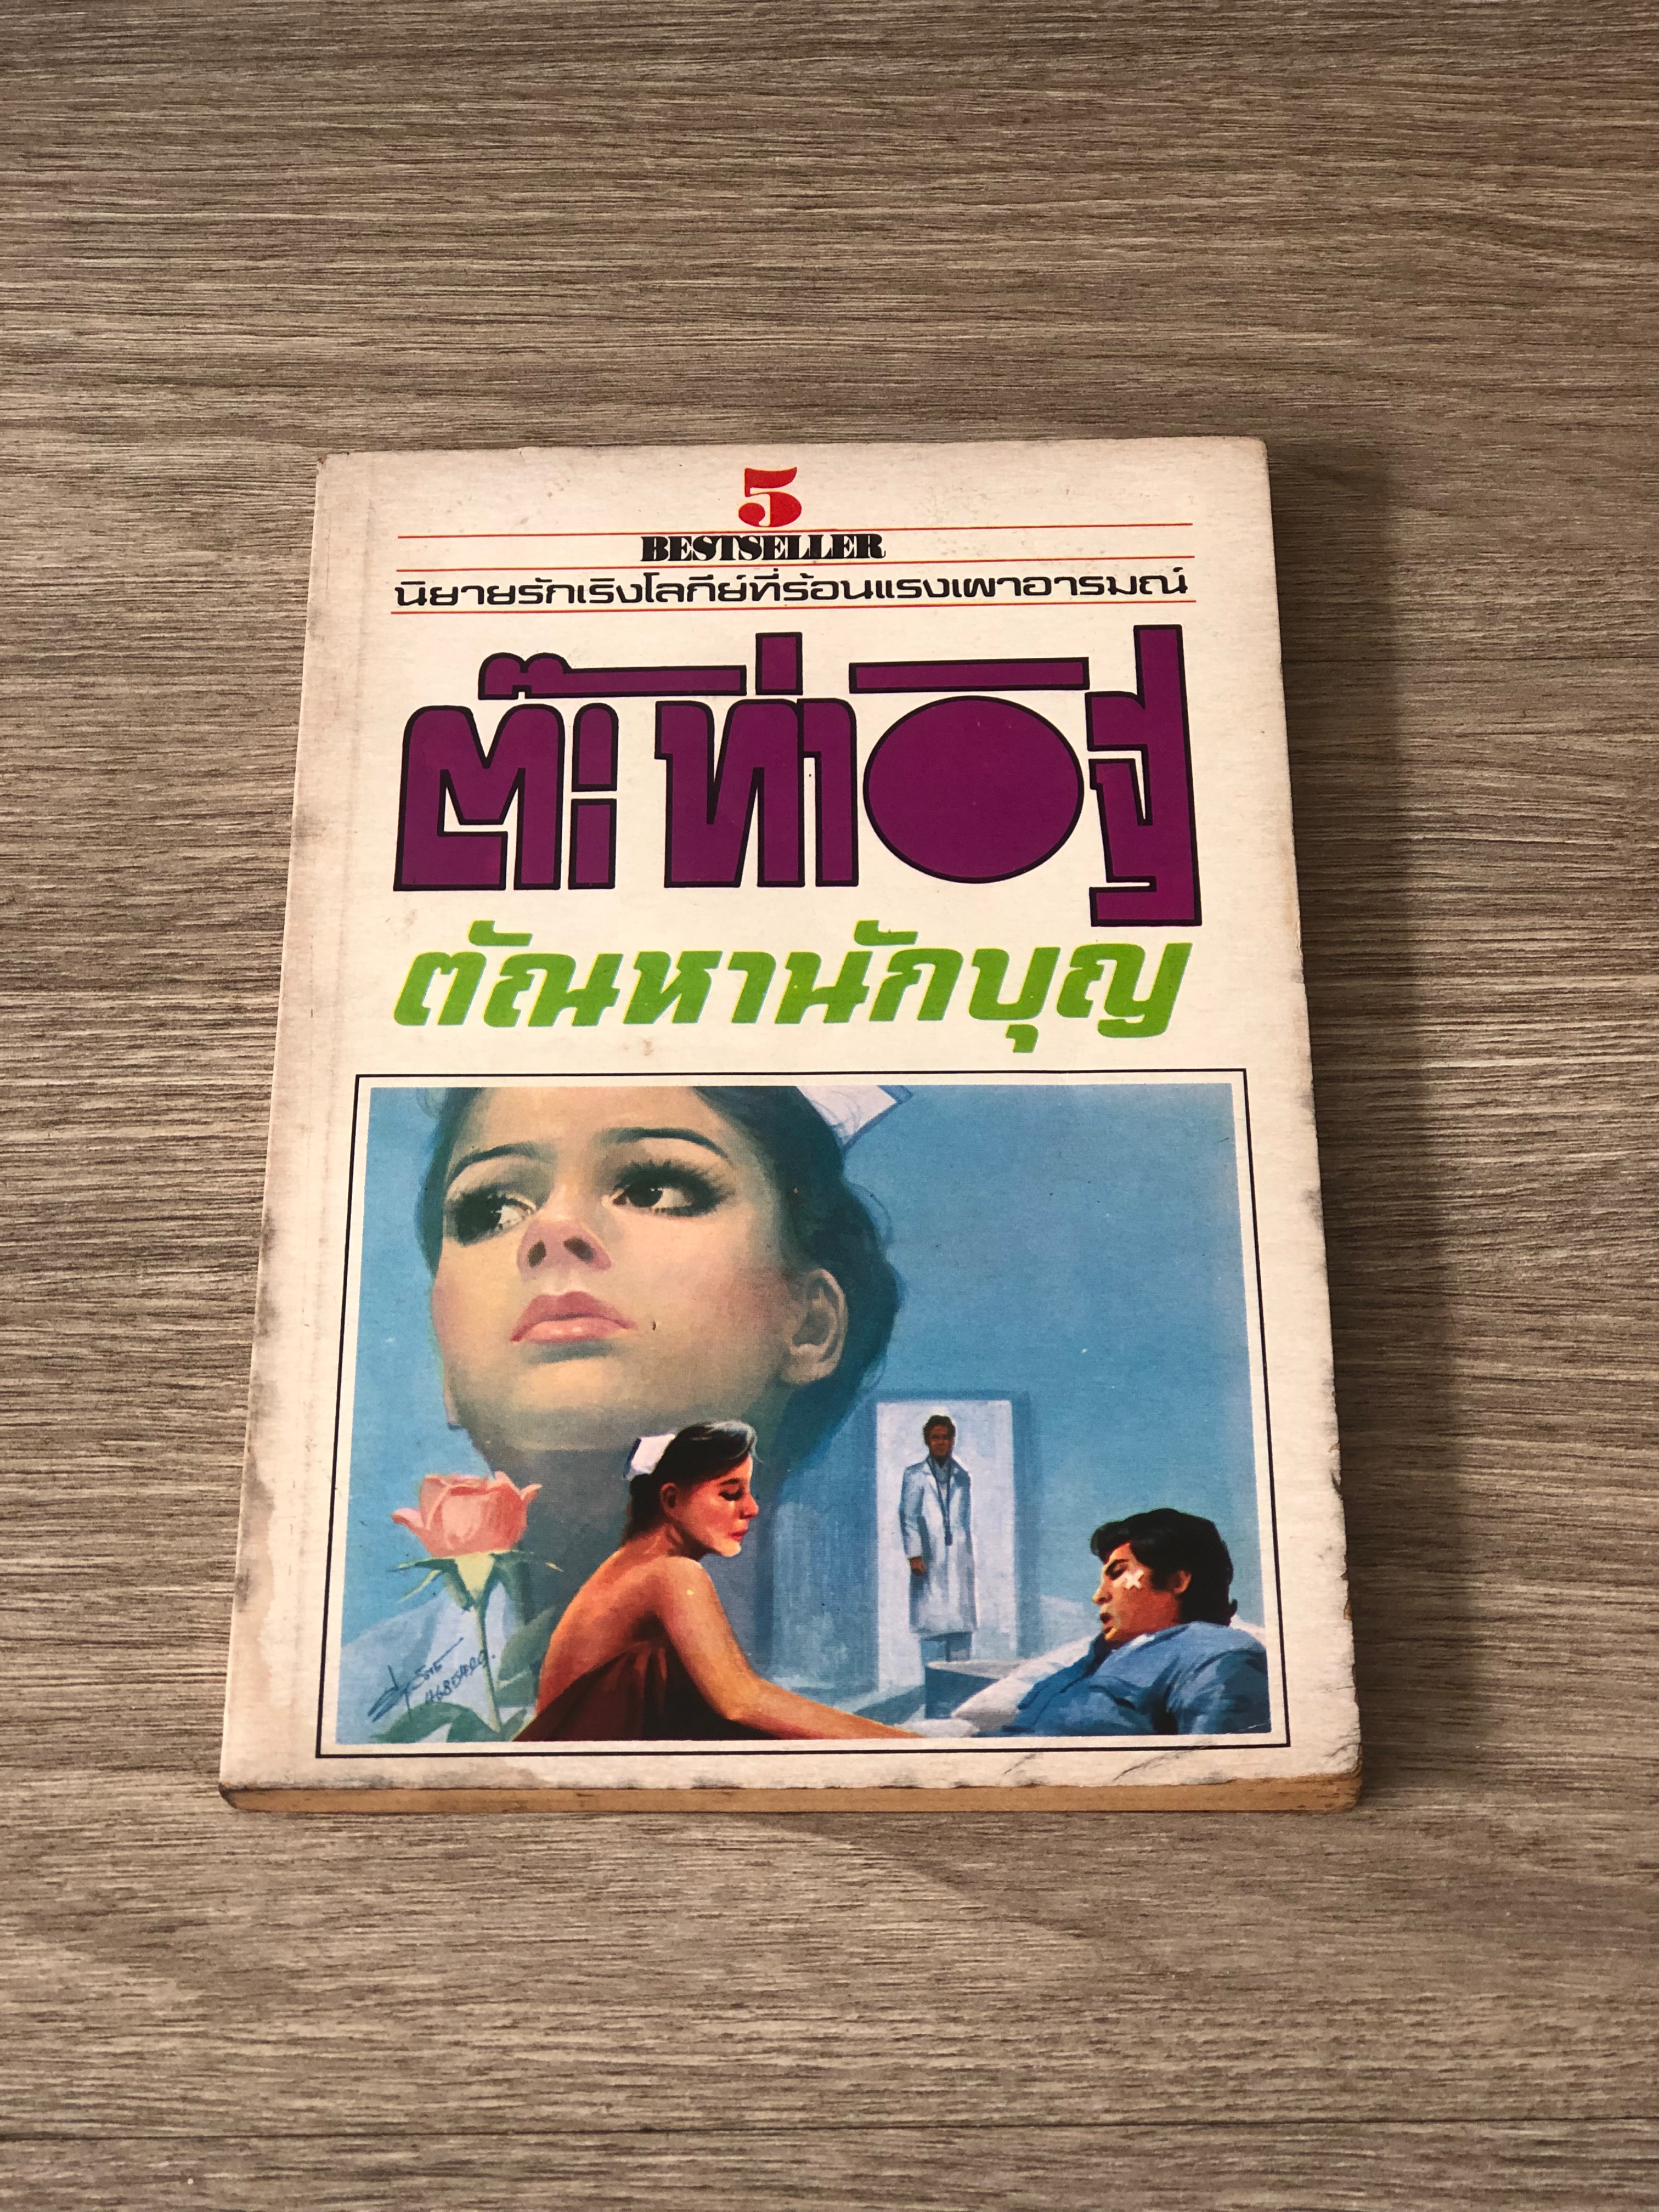 5
BESTSELLER
นิยายรักเริงโลกีย์ที่ร้อนแรงเผาอารมณ์
ต๊ะ ท่าอิฐ
ตัณหานักบุญ